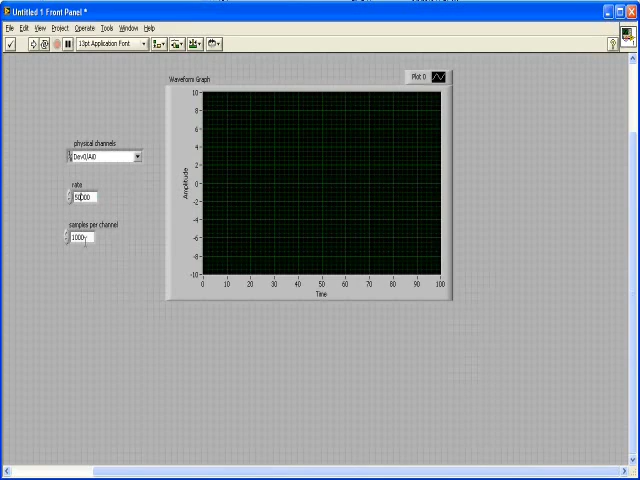 Untitled 1 Front Panel *
File Edit View Project Operate Tools Window Help
13pt Application Font
Waveform Graph
Plot 0
physical channels
Dev0/AI0
rate
50000
samples per channel
1000
Amplitude
10
8
6
4
2
0
-2
-4
-6
-8
-10
0 10 20 30 40 50 60 70 80 90 100
Time